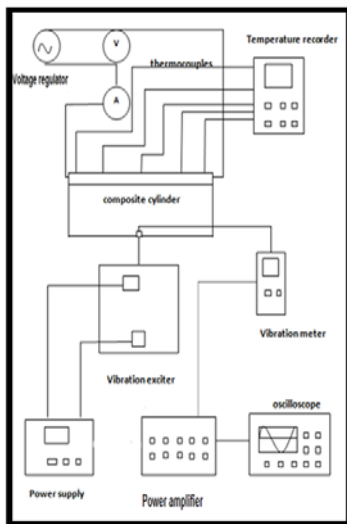 V
Temperature recorder
thermocouples
Voltage regulator
A
composite cylinder
Vibration meter
Vibration exciter
oscilloscope
Power supply
Power amplifier